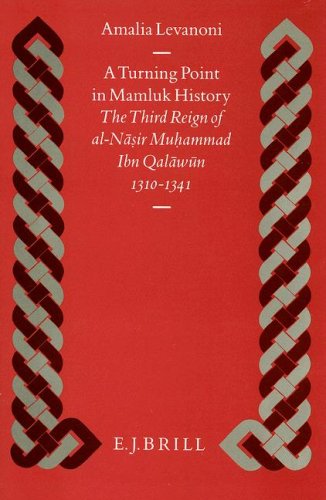 Amalia Levanoni
A Turning Point
in Mamluk History
The Third Reign of
al-Nāṣir Muḥammad
Ibn Qalāwūn
1310-1341
E.J. BRILL